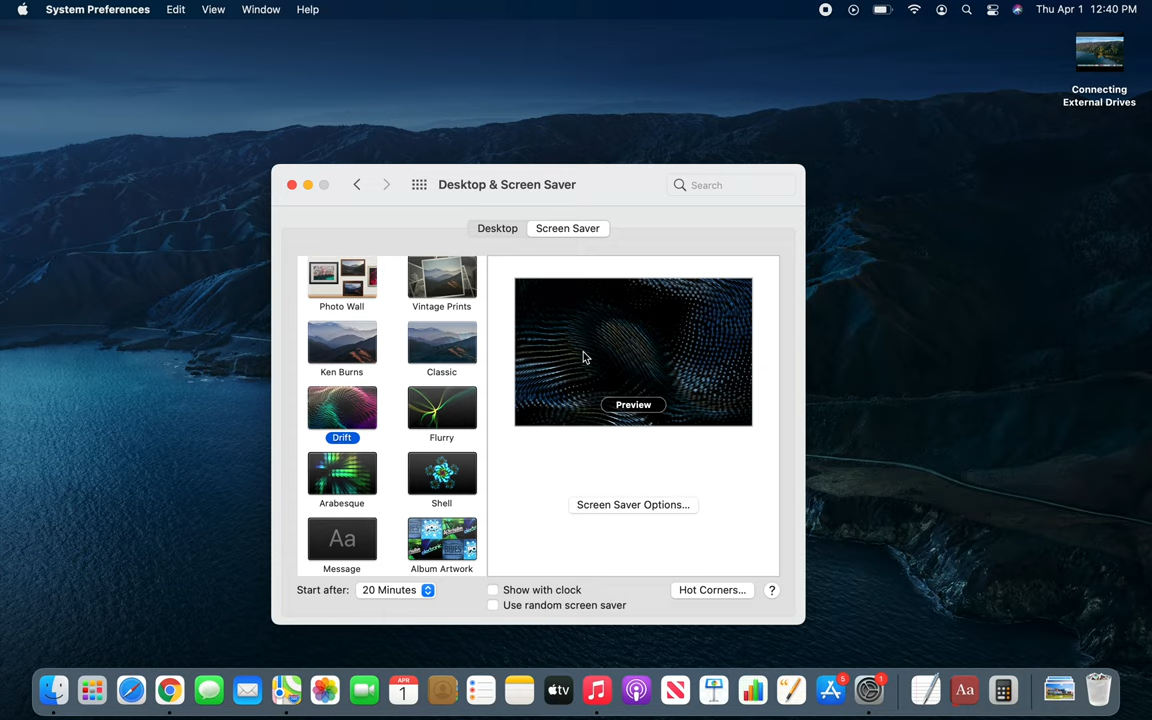 System Preferences Edit View Window Help Thu Apr 1 12:40 PM
Connecting
External Drives
Desktop & Screen Saver Search
Desktop Screen Saver
Photo Wall Vintage Prints
Ken Burns Classic
Drift Flurry
Arabesque Shell
Aa
Message Album Artwork
Preview
Screen Saver Options...
Start after: 20 Minutes Show with clock Hot Corners... ?
Use random screen saver
APR
1 tv 5 1 Aa